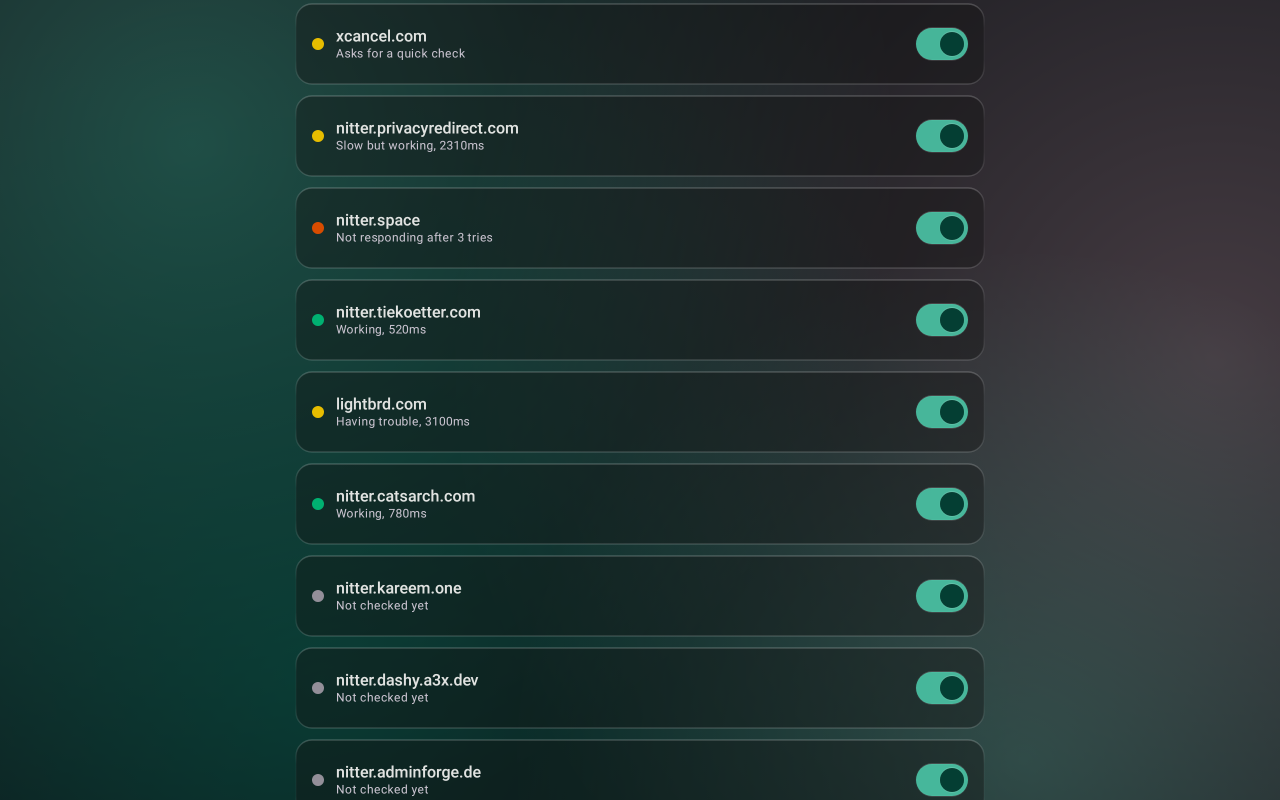 xcancel.com
Asks for a quick check
nitter.privacyredirect.com
Slow but working, 2310ms
nitter.space
Not responding after 3 tries
nitter.tiekoetter.com
Working, 520ms
lightbrd.com
Having trouble, 3100ms
nitter.catsarch.com
Working, 780ms
nitter.kareem.one
Not checked yet
nitter.dashy.a3x.dev
Not checked yet
nitter.adminforge.de
Not checked yet